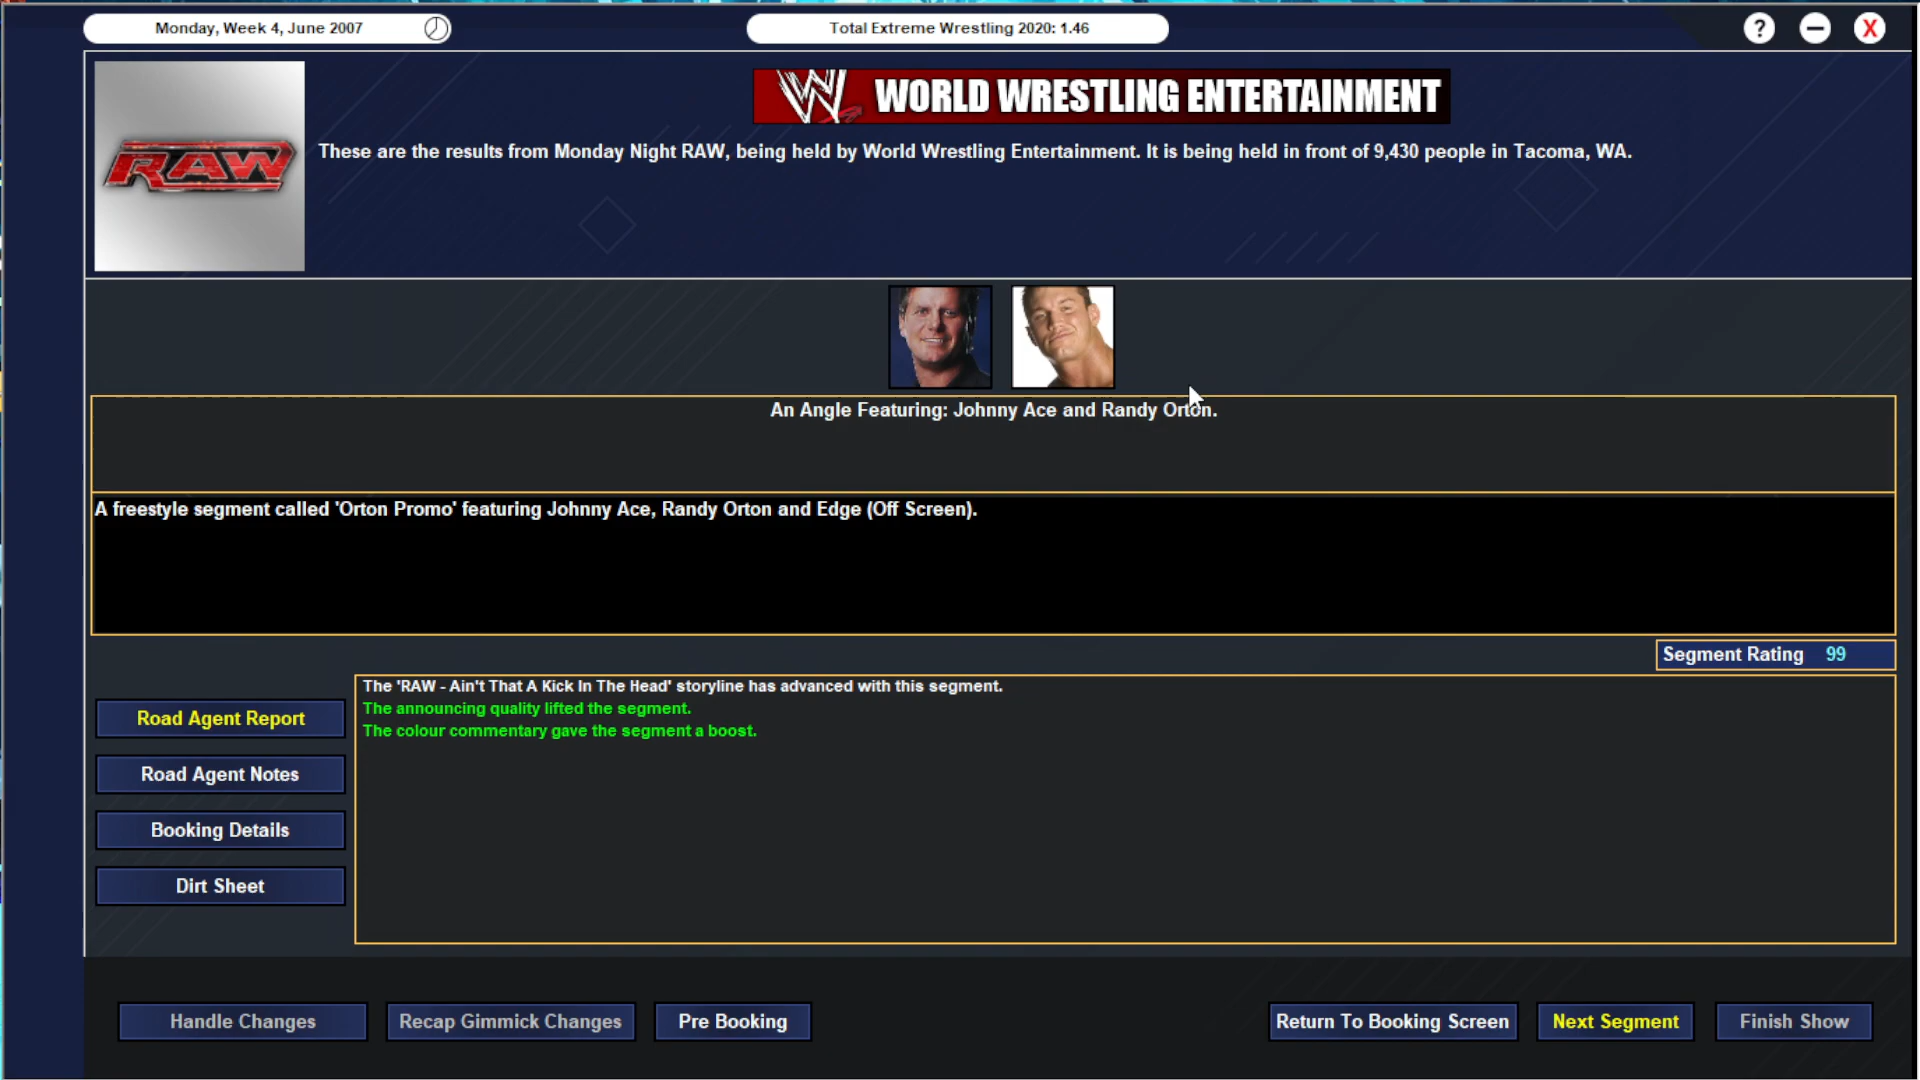 Monday, Week 4, June 2007
Total Extreme Wrestling 2020: 1.46
?
X
W WORLD WRESTLING ENTERTAINMENT
RAW
These are the results from Monday Night RAW, being held by World Wrestling Entertainment. It is being held in front of 9,430 people in Tacoma, WA.
An Angle Featuring: Johnny Ace and Randy Orton.
A freestyle segment called 'Orton Promo' featuring Johnny Ace, Randy Orton and Edge (Off Screen).
Segment Rating 99
The 'RAW - Ain't That A Kick In The Head' storyline has advanced with this segment.
The announcing quality lifted the segment.
The colour commentary gave the segment a boost.
Road Agent Report
Road Agent Notes
Booking Details
Dirt Sheet
Handle Changes
Recap Gimmick Changes
Pre Booking
Return To Booking Screen
Next Segment
Finish Show